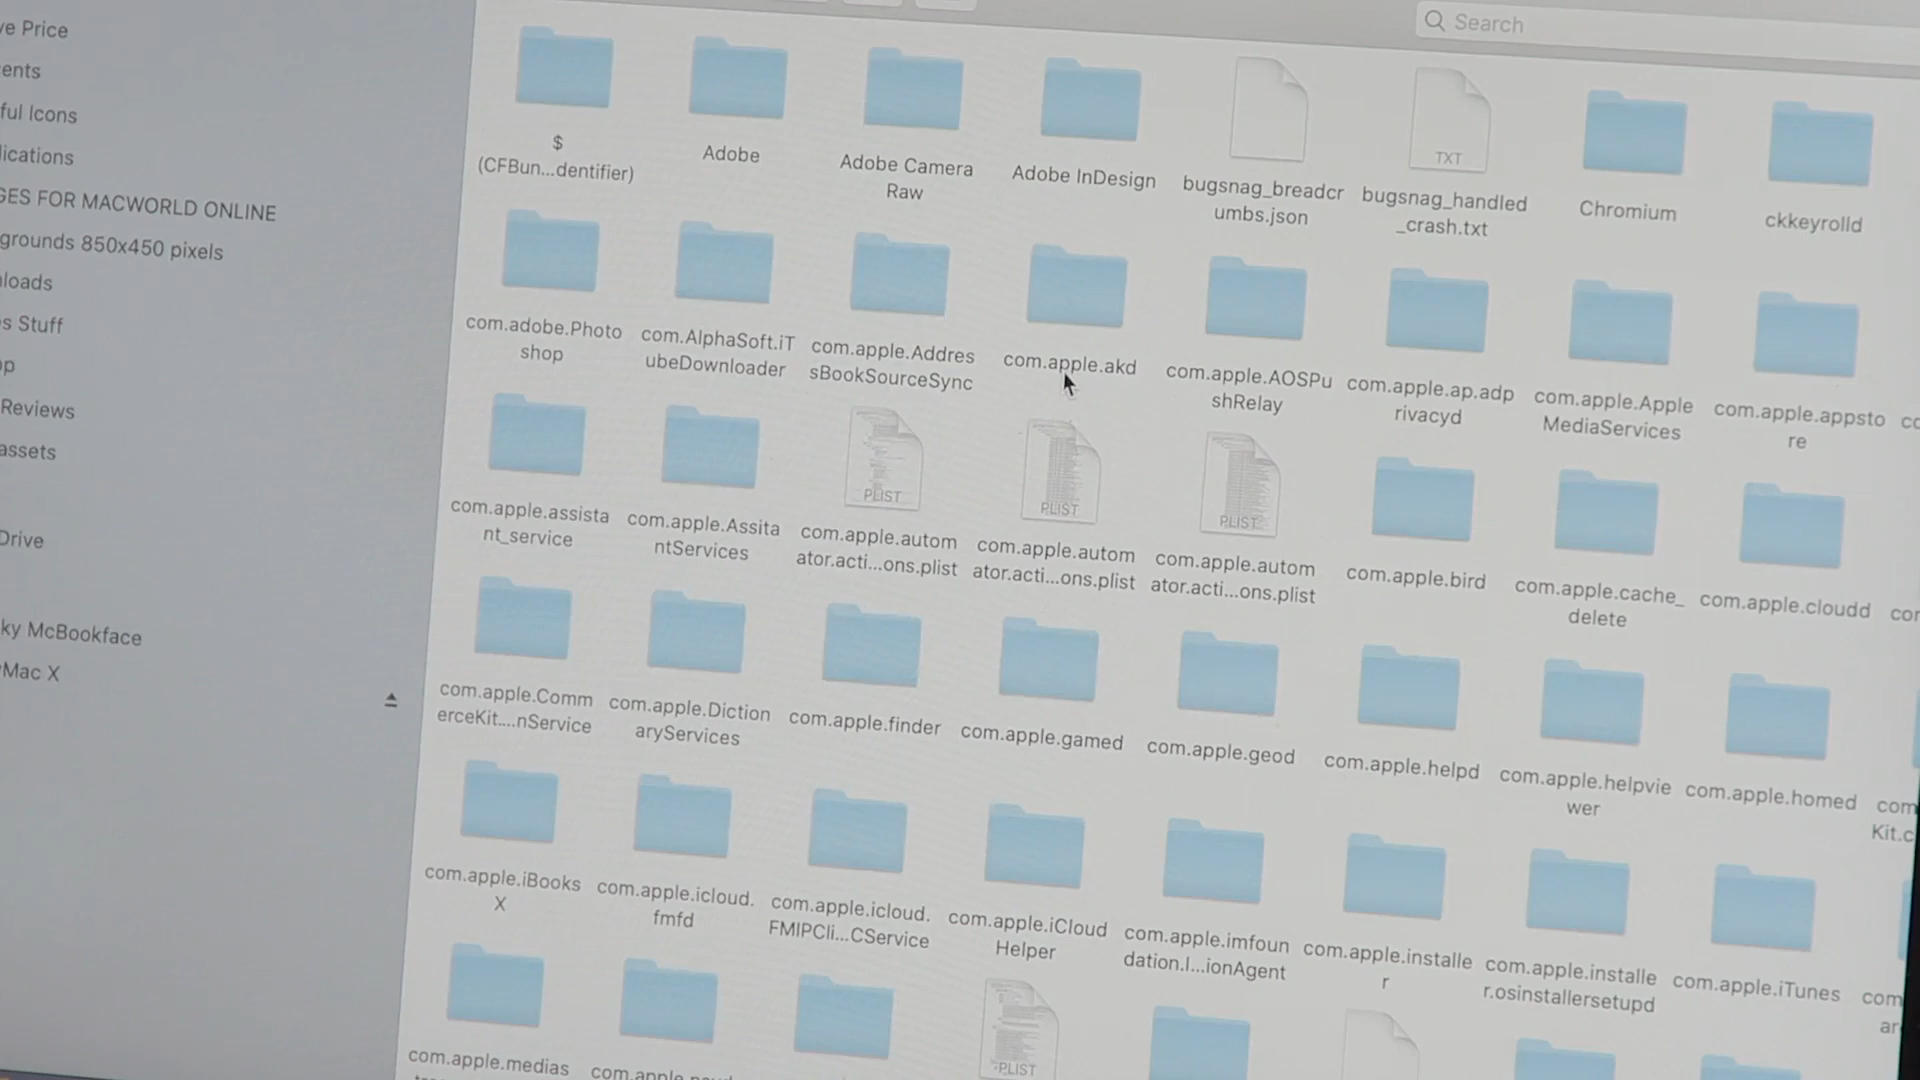 ve Price
ents
ful Icons
lications
GES FOR MACWORLD ONLINE
grounds 850x450 pixels
loads
s Stuff
p
Reviews
assets
Drive
ky McBookface
Mac X
Search
$
(CFBun...dentifier)
Adobe
Adobe Camera
Raw
Adobe InDesign
bugsnag_breadcr
umbs.json
TXT
bugsnag_handled
_crash.txt
Chromium
ckkeyrolld
com.adobe.Photo
shop
com.AlphaSoft.iT
ubeDownloader
com.apple.Addres
sBookSourceSync
com.apple.akd
com.apple.AOSPu
shRelay
com.apple.ap.adp
rivacyd
com.apple.Apple
MediaServices
com.apple.appsto
re
co
com.apple.assista
nt_service
com.apple.Assita
ntServices
PLIST
com.apple.autom
ator.acti...ons.plist
PLIST
com.apple.autom
ator.acti...ons.plist
PLIST
com.apple.autom
ator.acti...ons.plist
com.apple.bird
com.apple.cache_
delete
com.apple.cloudd
cor
com.apple.Comm
erceKit....nService
com.apple.Diction
aryServices
com.apple.finder
com.apple.gamed
com.apple.geod
com.apple.helpd
com.apple.helpvie
wer
com.apple.homed
com
Kit.c
com.apple.iBooks
X
com.apple.icloud.
fmfd
com.apple.icloud.
FMIPCli...CService
com.apple.iCloud
Helper
com.apple.imfoun
dation.I...ionAgent
com.apple.installe
r
com.apple.installe
r.osinstallersetupd
com.apple.iTunes
com
ar
com.apple.medias
PLIST